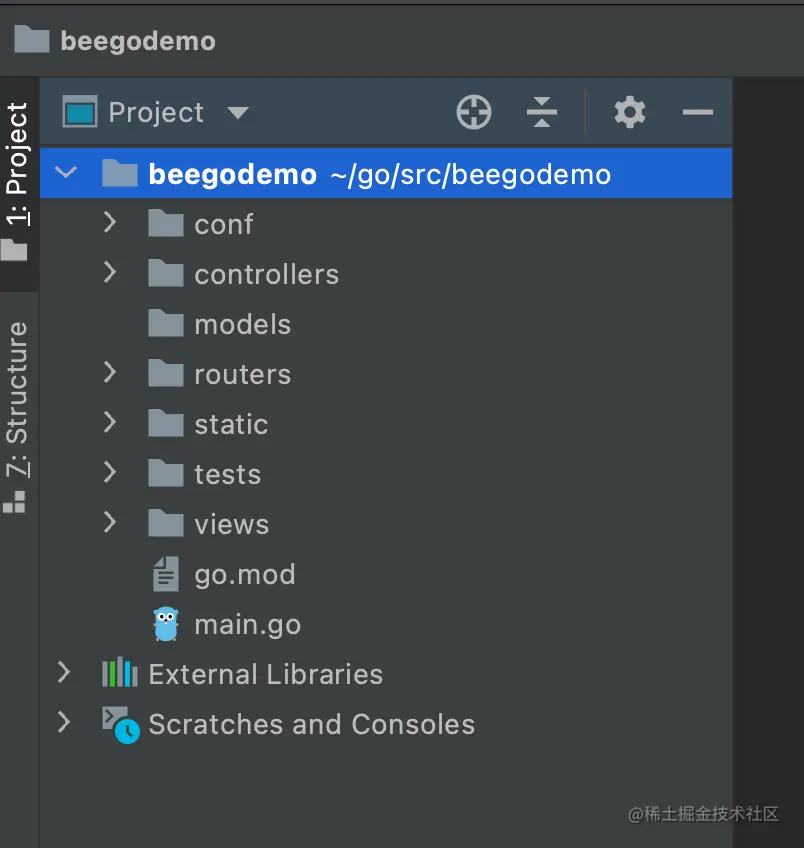 beegodemo
1: Project
7: Structure
Project
beegodemo ~/go/src/beegodemo
conf
controllers
models
routers
static
tests
views
go.mod
main.go
External Libraries
Scratches and Consoles
@稀土掘金技术社区